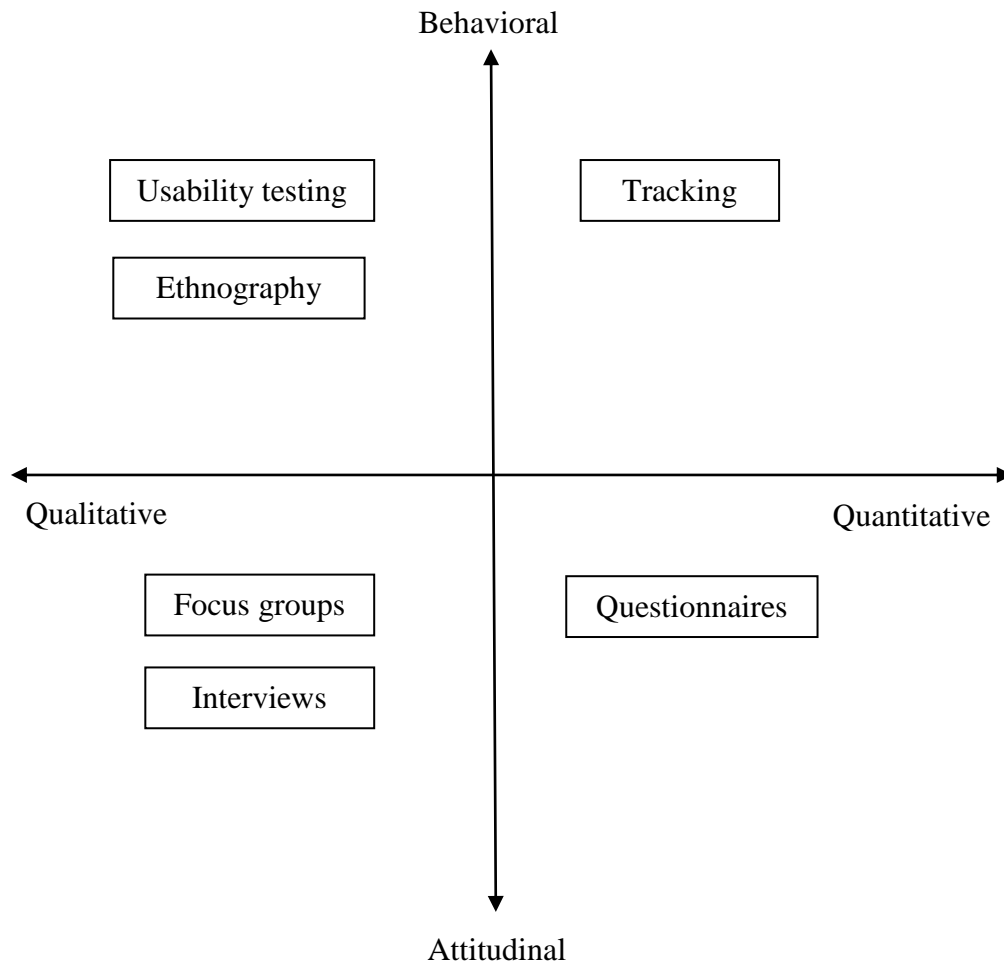 Behavioral
Usability testing
Tracking
Ethnography
Qualitative
Quantitative
Focus groups
Questionnaires
Interviews
Attitudinal